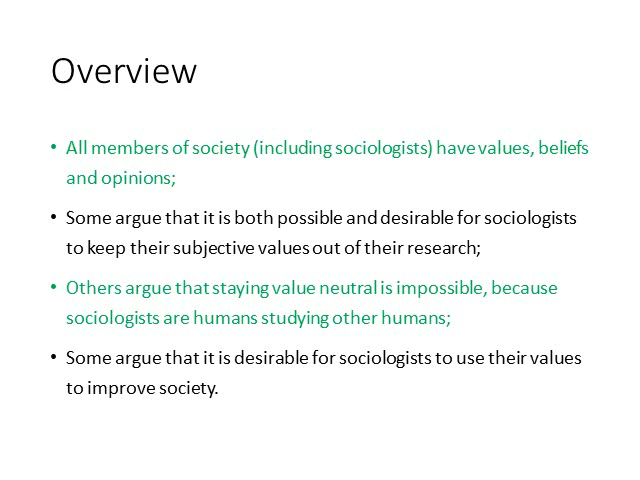 Overview
• All members of society (including sociologists) have values, beliefs
and opinions;
• Some argue that it is both possible and desirable for sociologists
to keep their subjective values out of their research;
• Others argue that staying value neutral is impossible, because
sociologists are humans studying other humans;
• Some argue that it is desirable for sociologists to use their values
to improve society.